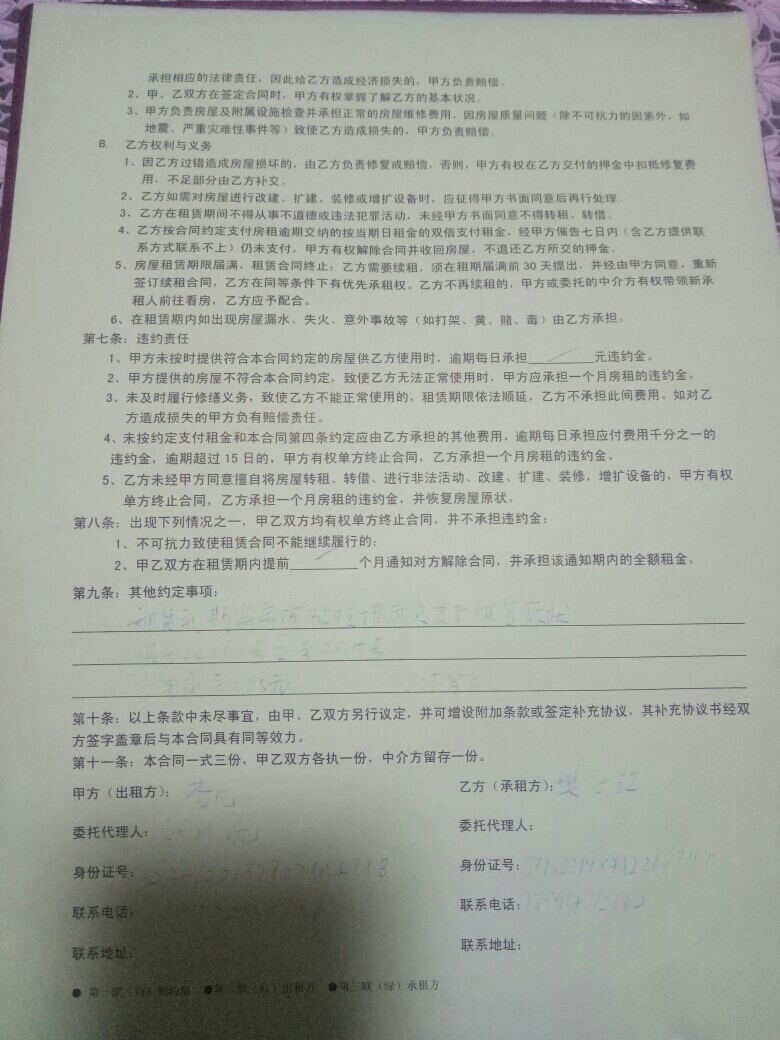 承担相应的法律责任，因此给乙方造成经济损失的，甲方负责赔偿。
2、甲、乙双方在签定合同时，甲方有权掌握了解乙方的基本状况。
3、甲方负责房屋及附属设施检查并承担正常的房屋维修费用，因房屋质量问题（除不可抗力的因素外，如
地震、严重灾难性事件等）致使乙方造成损失的，甲方负责赔偿。
B. 乙方权利与义务
1、因乙方过错造成房屋损坏的，由乙方负责修复或赔偿，否则，甲方有权在乙方交付的押金中扣抵修复费
用，不足部分由乙方补交。
2、乙方如需对房屋进行改建、扩建、装修或增扩设备时，应征得甲方书面同意后再行处理。
3、乙方在租赁期间不得从事不道德或违法犯罪活动，未经甲方书面同意不得转租、转借。
4、乙方按合同约定支付房租逾期交纳的按当期日租金的双倍支付租金，经甲方催告七日内（含乙方提供联
系方式联系不上）仍未支付，甲方有权解除合同并收回房屋，不退还乙方所交的押金。
5、房屋租赁期限届满，租赁合同终止；乙方需要续租，须在租期届满前 30 天提出，并经由甲方同意，重新
签订续租合同，乙方在同等条件下有优先承租权。乙方不再续租的，甲方或委托的中介方有权带领新承
租人前往看房，乙方应予配合。
6、在租赁期内如出现房屋漏水、失火、意外事故等（如打架、黄、赌、毒）由乙方承担。
第七条：违约责任
1、甲方未按时提供符合本合同约定的房屋供乙方使用时，逾期每日承担________元违约金。
2、甲方提供的房屋不符合本合同约定，致使乙方无法正常使用时，甲方应承担一个月房租的违约金。
3、未及时履行修缮义务，致使乙方不能正常使用的，租赁期限依法顺延，乙方不承担此间费用。如对乙
方造成损失的甲方负有赔偿责任。
4、未按约定支付租金和本合同第四条约定应由乙方承担的其他费用，逾期每日承担应付费用千分之一的
违约金，逾期超过 15 日的，甲方有权单方终止合同，乙方承担一个月房租的违约金。
5、乙方未经甲方同意擅自将房屋转租、转借、进行非法活动、改建、扩建、装修，增扩设备的，甲方有权
单方终止合同，乙方承担一个月房租的违约金，并恢复房屋原状。
第八条：出现下列情况之一，甲乙双方均有权单方终止合同，并不承担违约金：
1、不可抗力致使租赁合同不能继续履行的；
2、甲乙双方在租赁期内提前________个月通知对方解除合同，并承担该通知期内的全额租金。
第九条：其他约定事项：
第十条：以上条款中未尽事宜，由甲、乙双方另行议定，并可增设附加条款或签定补充协议，其补充协议书经双
方签字盖章后与本合同具有同等效力。
第十一条：本合同一式三份，甲乙双方各执一份，中介方留存一份。
甲方（出租方）：
乙方（承租方）：
委托代理人：
委托代理人：
身份证号：
身份证号：
联系电话：
联系电话：
联系地址：
联系地址：
● 第一联（白） ●第二联（红）出租方 ●第三联（绿）承租方